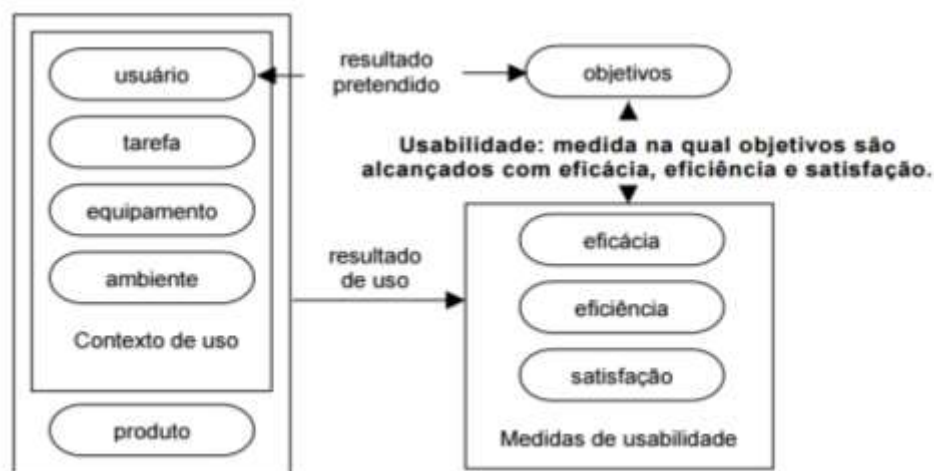 usuário
tarefa
equipamento
ambiente
Contexto de uso
produto
resultado
pretendido
objetivos
Usabilidade: medida na qual objetivos são
alcançados com eficácia, eficiência e satisfação.
resultado
de uso
eficácia
eficiência
satisfação
Medidas de usabilidade